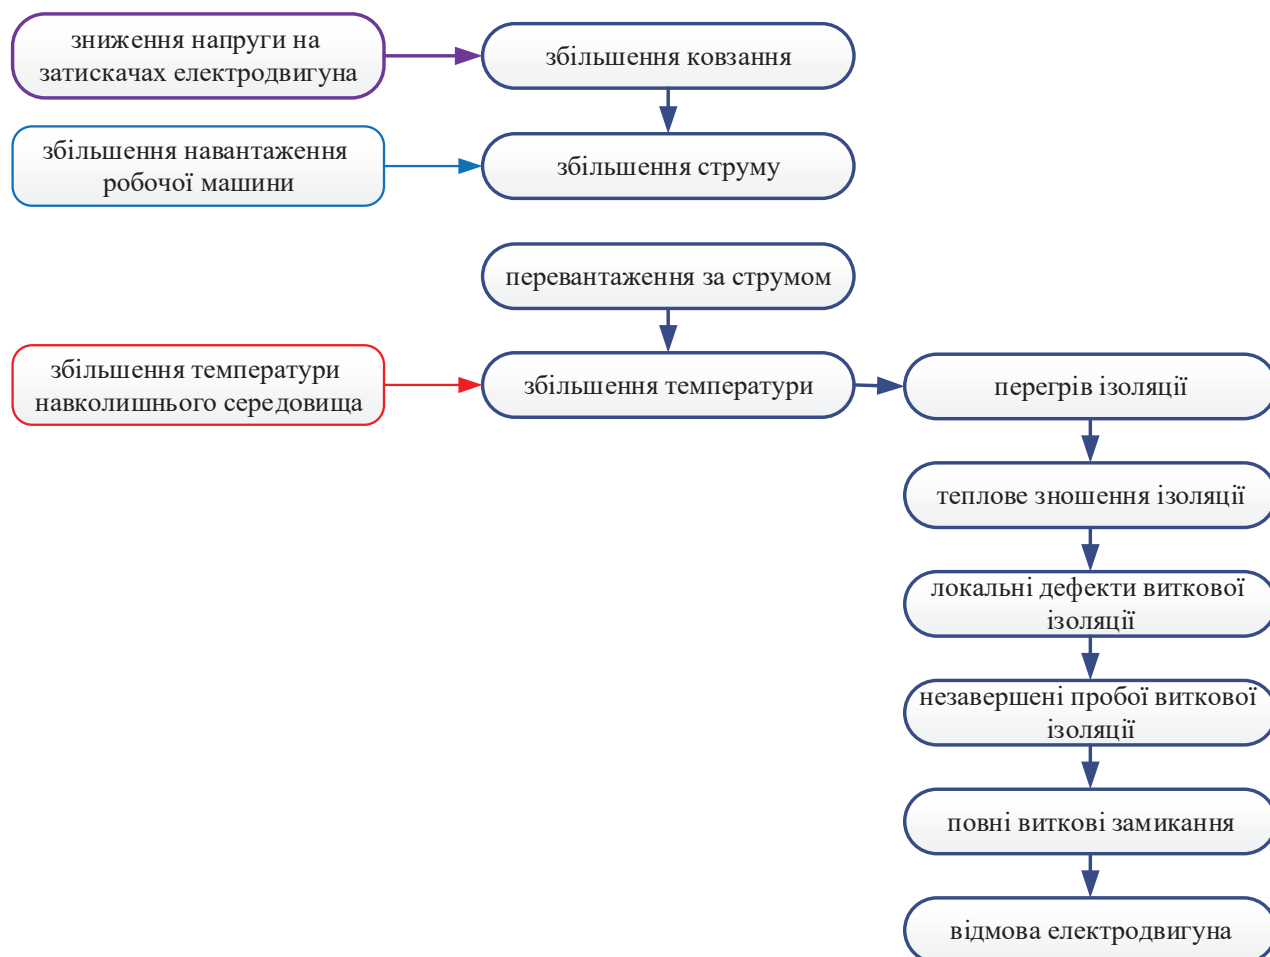 зниження напруги на
затискачах електродвигуна
збільшення ковзання
збільшення навантаження
робочої машини
збільшення струму
перевантаження за струмом
збільшення температури
навколишнього середовища
збільшення температури
перегрів ізоляції
теплове зношення ізоляції
локальні дефекти виткової
ізоляції
незавершені пробої виткової
ізоляції
повні виткові замикання
відмова електродвигуна